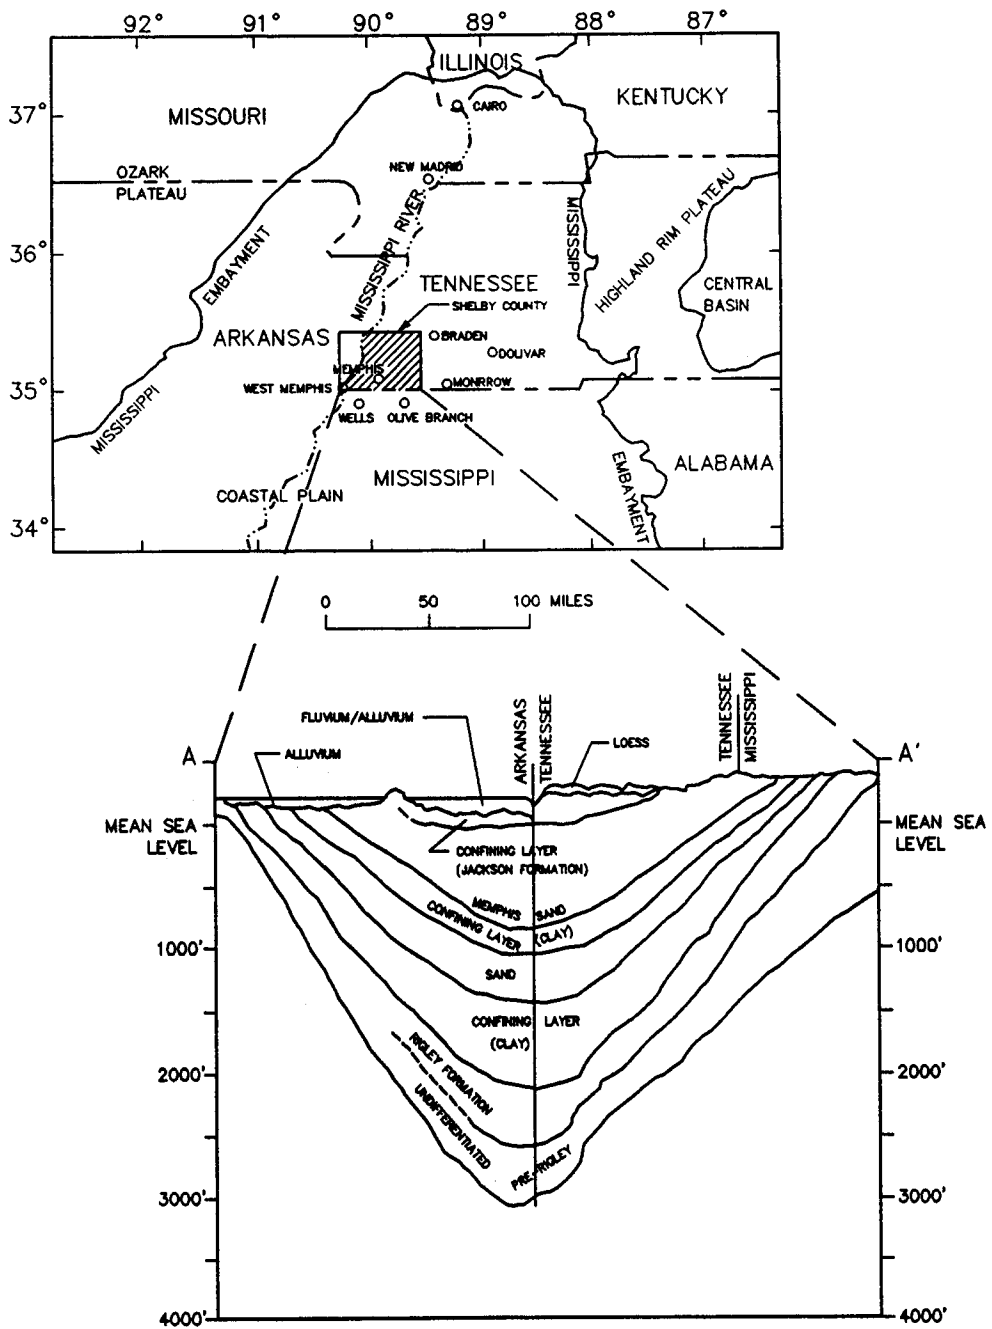 92° 91° 90° 89° 88° 87°
ILLINOIS
KENTUCKY
37°
MISSOURI
CAIRO
NEW MADRID
OZARK
PLATEAU
MISSISSIPPI RIVER
MISSISSIPPI
HIGHLAND RIM PLATEAU
36°
EMBAYMENT
TENNESSEE
CENTRAL
BASIN
SHELBY COUNTY
ARKANSAS
BRADEN
DOLIVAR
MEMPHIS
WEST MEMPHIS
MONRROW
35°
WELLS
OLIVE BRANCH
MISSISSIPPI
MISSISSIPPI
EMBAYMENT
ALABAMA
COASTAL PLAIN
34°
0 50 100 MILES
ARKANSAS
TENNESSEE
TENNESSEE
MISSISSIPPI
FLUVIUM/ALLUVIUM
LOESS
A
ALLUVIUM
A'
MEAN SEA
LEVEL
MEAN SEA
LEVEL
CONFINING LAYER
(JACKSON FORMATION)
MEMPHIS SAND
CONFINING LAYER (CLAY)
1000'
1000'
SAND
CONFINING LAYER
(CLAY)
RIGLEY FORMATION
2000'
2000'
UNDIFFERENTIATED
PRE-RIGLEY
3000'
3000'
4000'
4000'